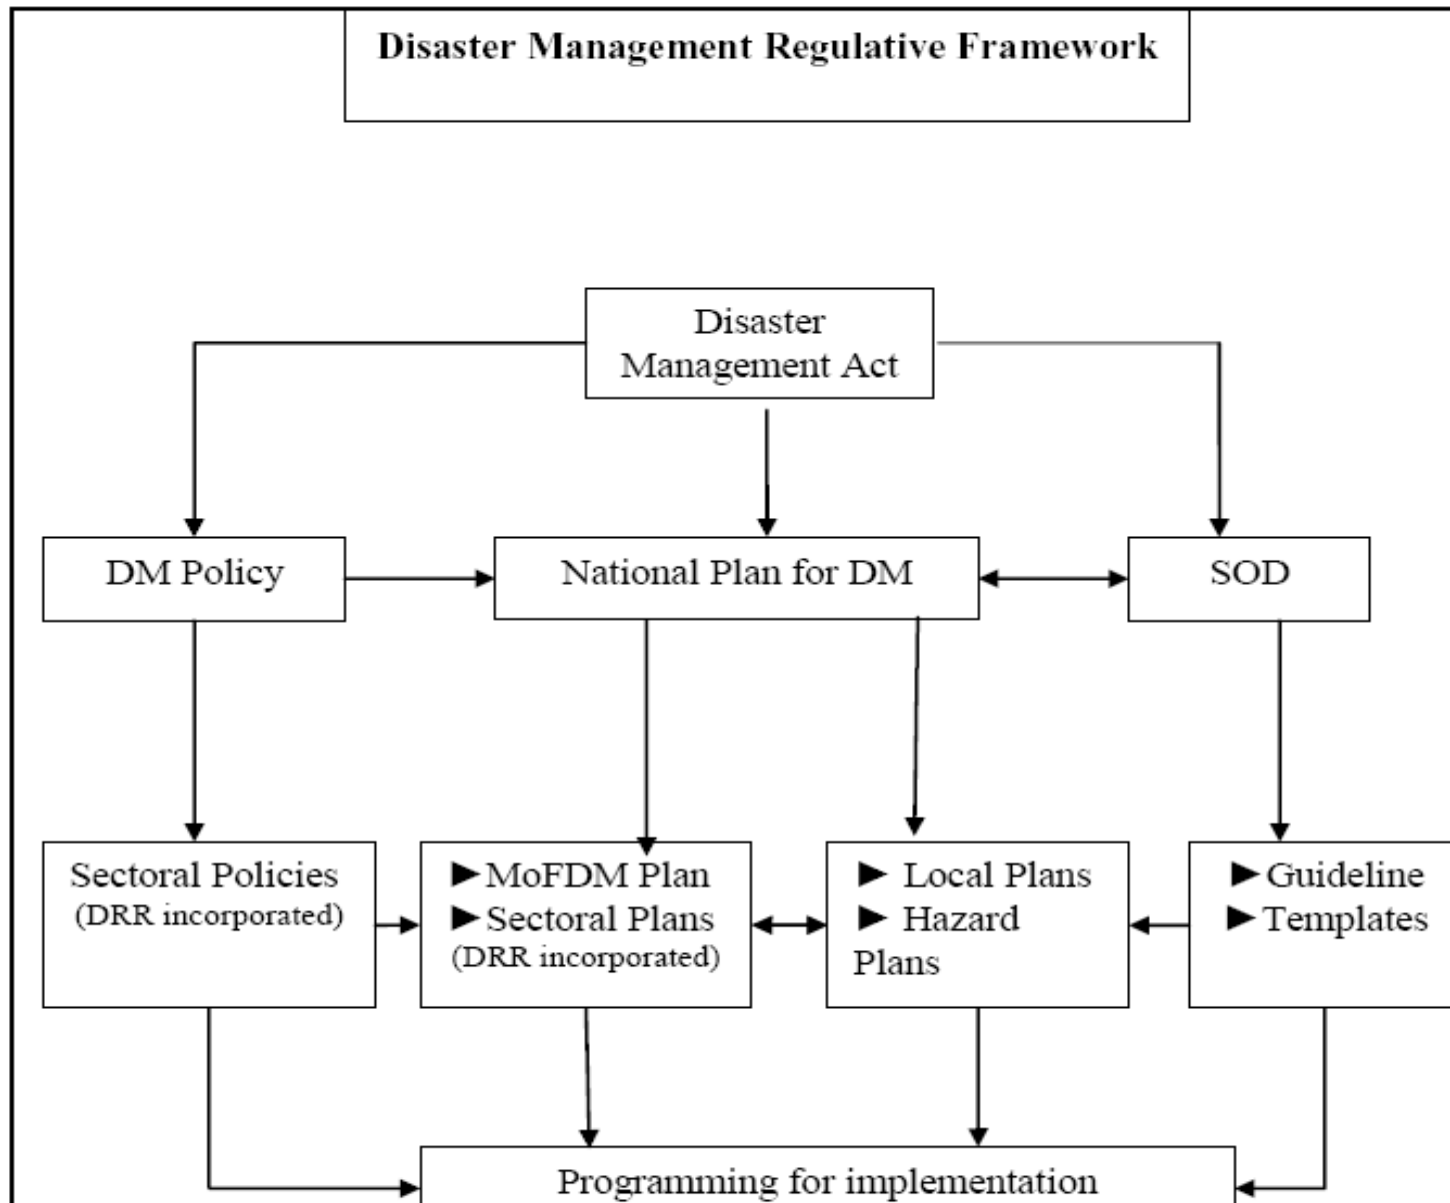 Disaster Management Regulative Framework
Disaster
Management Act
DM Policy
National Plan for DM
SOD
Sectoral Policies
(DRR incorporated)
► MoFDM Plan
► Sectoral Plans
(DRR incorporated)
► Local Plans
► Hazard
Plans
► Guideline
► Templates
Programming for implementation